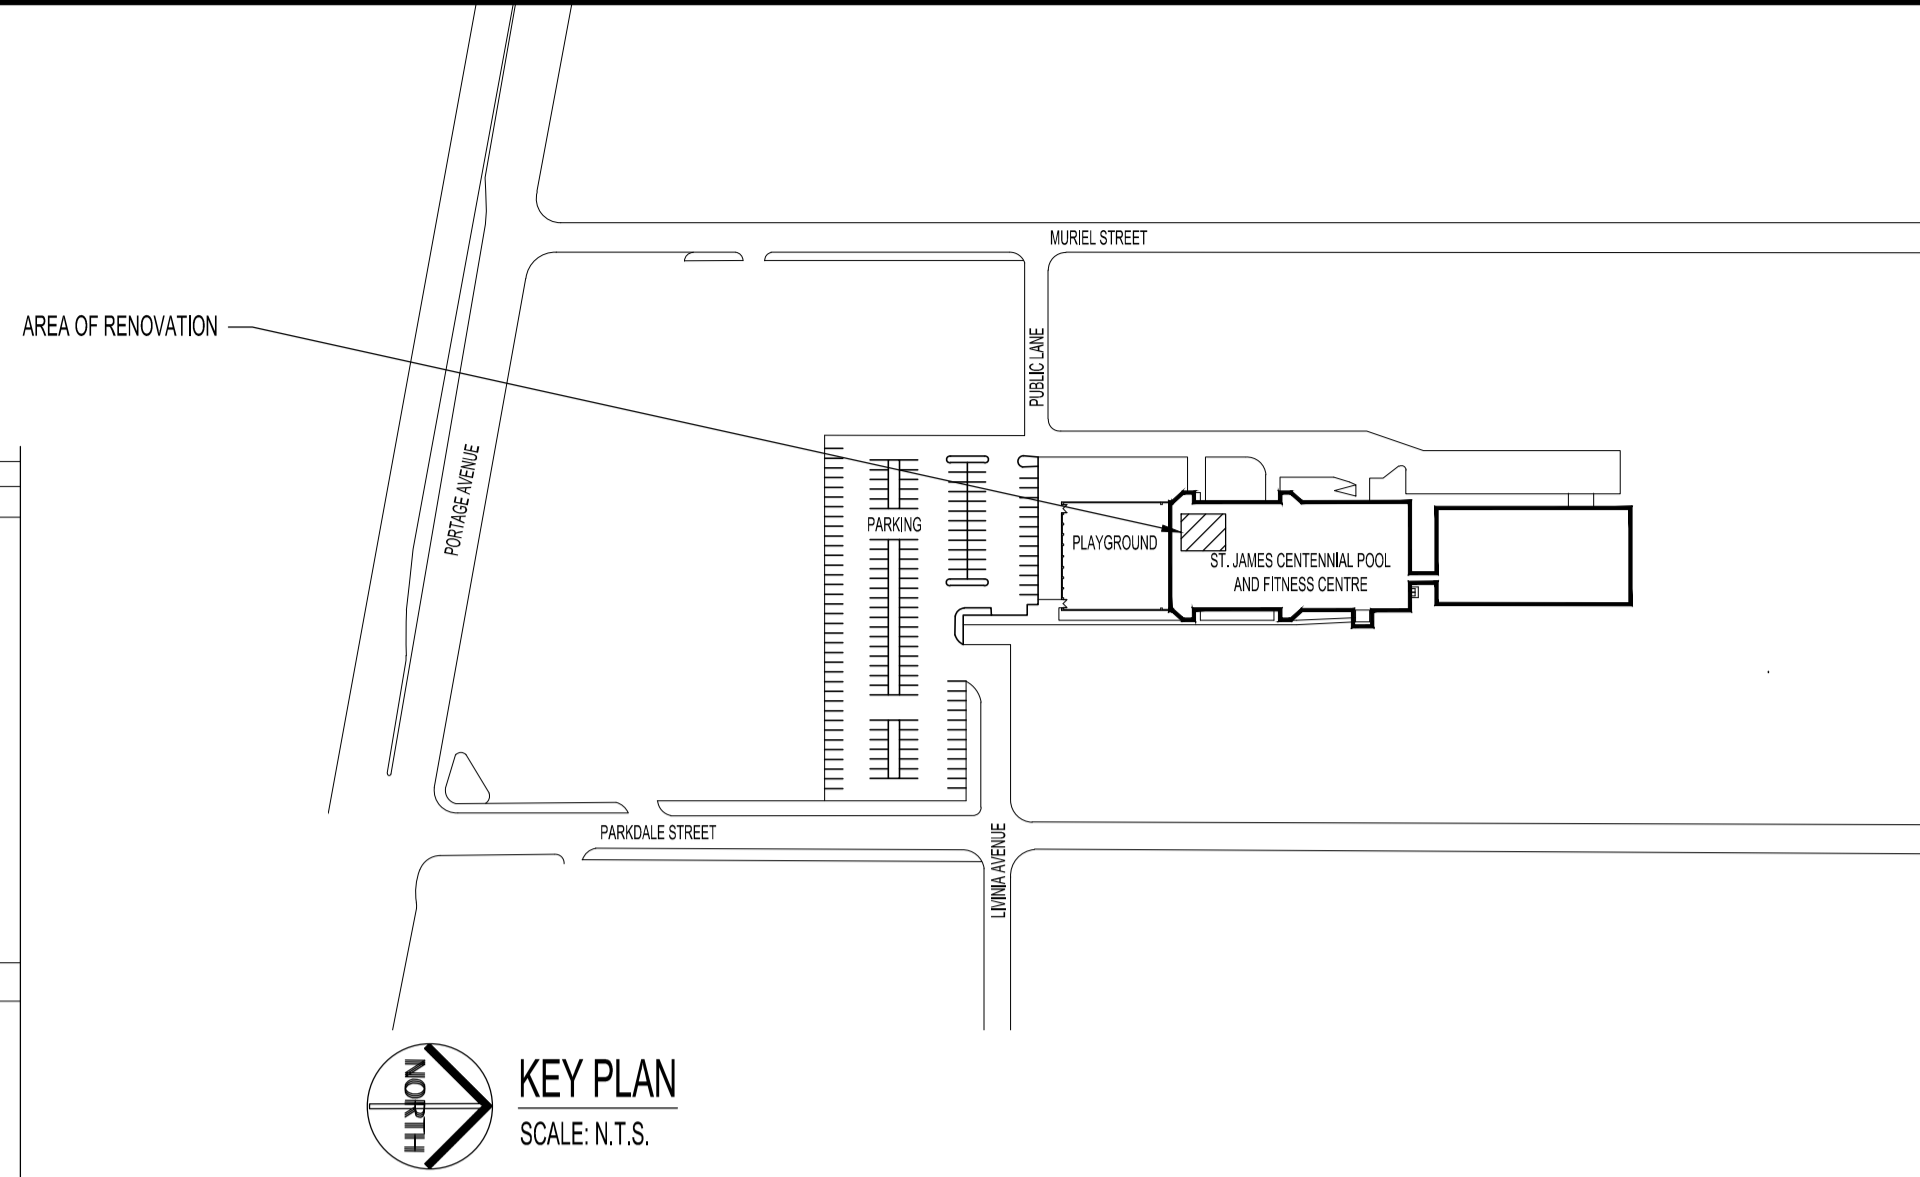 MURIEL STREET
AREA OF RENOVATION
PUBLIC LANE
PORTAGE AVENUE
PARKING
PLAYGROUND
ST. JAMES CENTENNIAL POOL
AND FITNESS CENTRE
PARKDALE STREET
LIVINIA AVENUE
NORTH
KEY PLAN
SCALE: N.T.S.